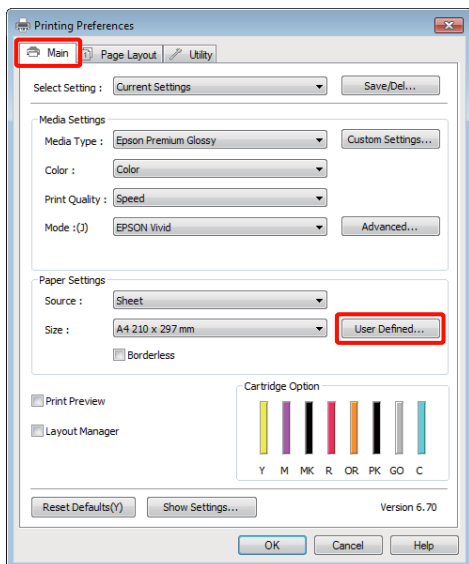 Printing Preferences
Main
1 Page Layout
Utility
Select Setting : Current Settings Save/Del...
Media Settings
Media Type : Epson Premium Glossy Custom Settings...
Color : Color
Print Quality : Speed
Mode :(J) EPSON Vivid Advanced...
Paper Settings
Source : Sheet
Size : A4 210 x 297 mm User Defined...
Borderless
Cartridge Option
Print Preview
Layout Manager
Y M MK R OR PK GO C
Reset Defaults(Y) Show Settings... Version 6.70
OK Cancel Help